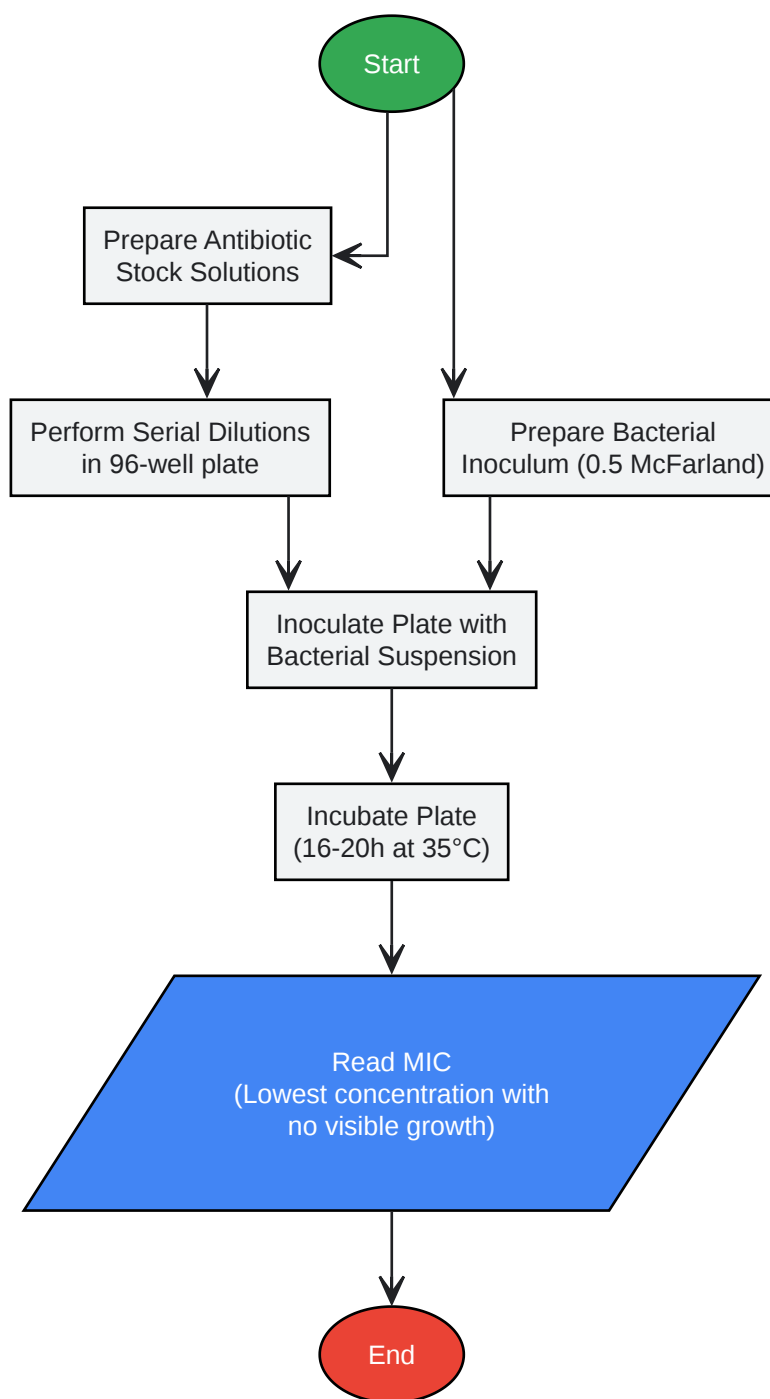 Start
Prepare Antibiotic
Stock Solutions
Perform Serial Dilutions
in 96-well plate
Prepare Bacterial
Inoculum (0.5 McFarland)
Inoculate Plate with
Bacterial Suspension
Incubate Plate
(16-20h at 35°C)
Read MIC
(Lowest concentration with
no visible growth)
End